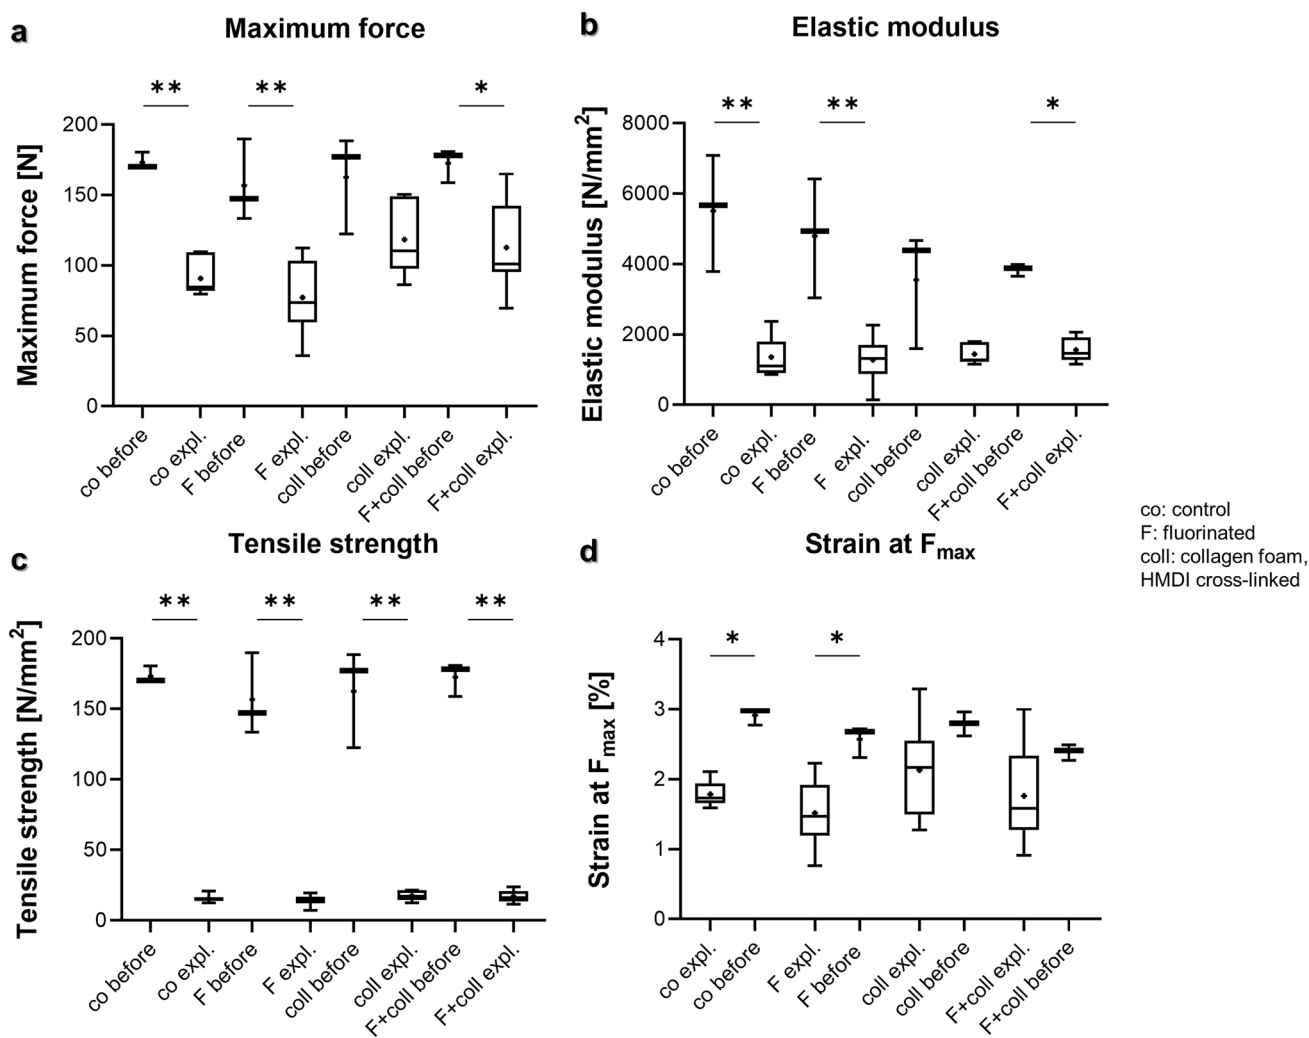 a
Maximum force
** ** *
Maximum force [N]
200
150
100
50
0
co before
co expl.
F before
F expl.
coll before
coll expl.
F+coll before
F+coll expl.
b
Elastic modulus
** ** *
Elastic modulus [N/mm²]
8000
6000
4000
2000
0
co before
co expl.
F before
F expl.
coll before
coll expl.
F+coll before
F+coll expl.
co: control
F: fluorinated
coll: collagen foam,
HMDI cross-linked
c
Tensile strength
** ** ** **
Tensile strength [N/mm²]
200
150
100
50
0
co before
co expl.
F before
F expl.
coll before
coll expl.
F+coll before
F+coll expl.
d
Strain at Fmax
* *
Strain at Fmax [%]
4
3
2
1
0
co expl.
co before
F expl.
F before
coll expl.
coll before
F+coll expl.
F+coll before